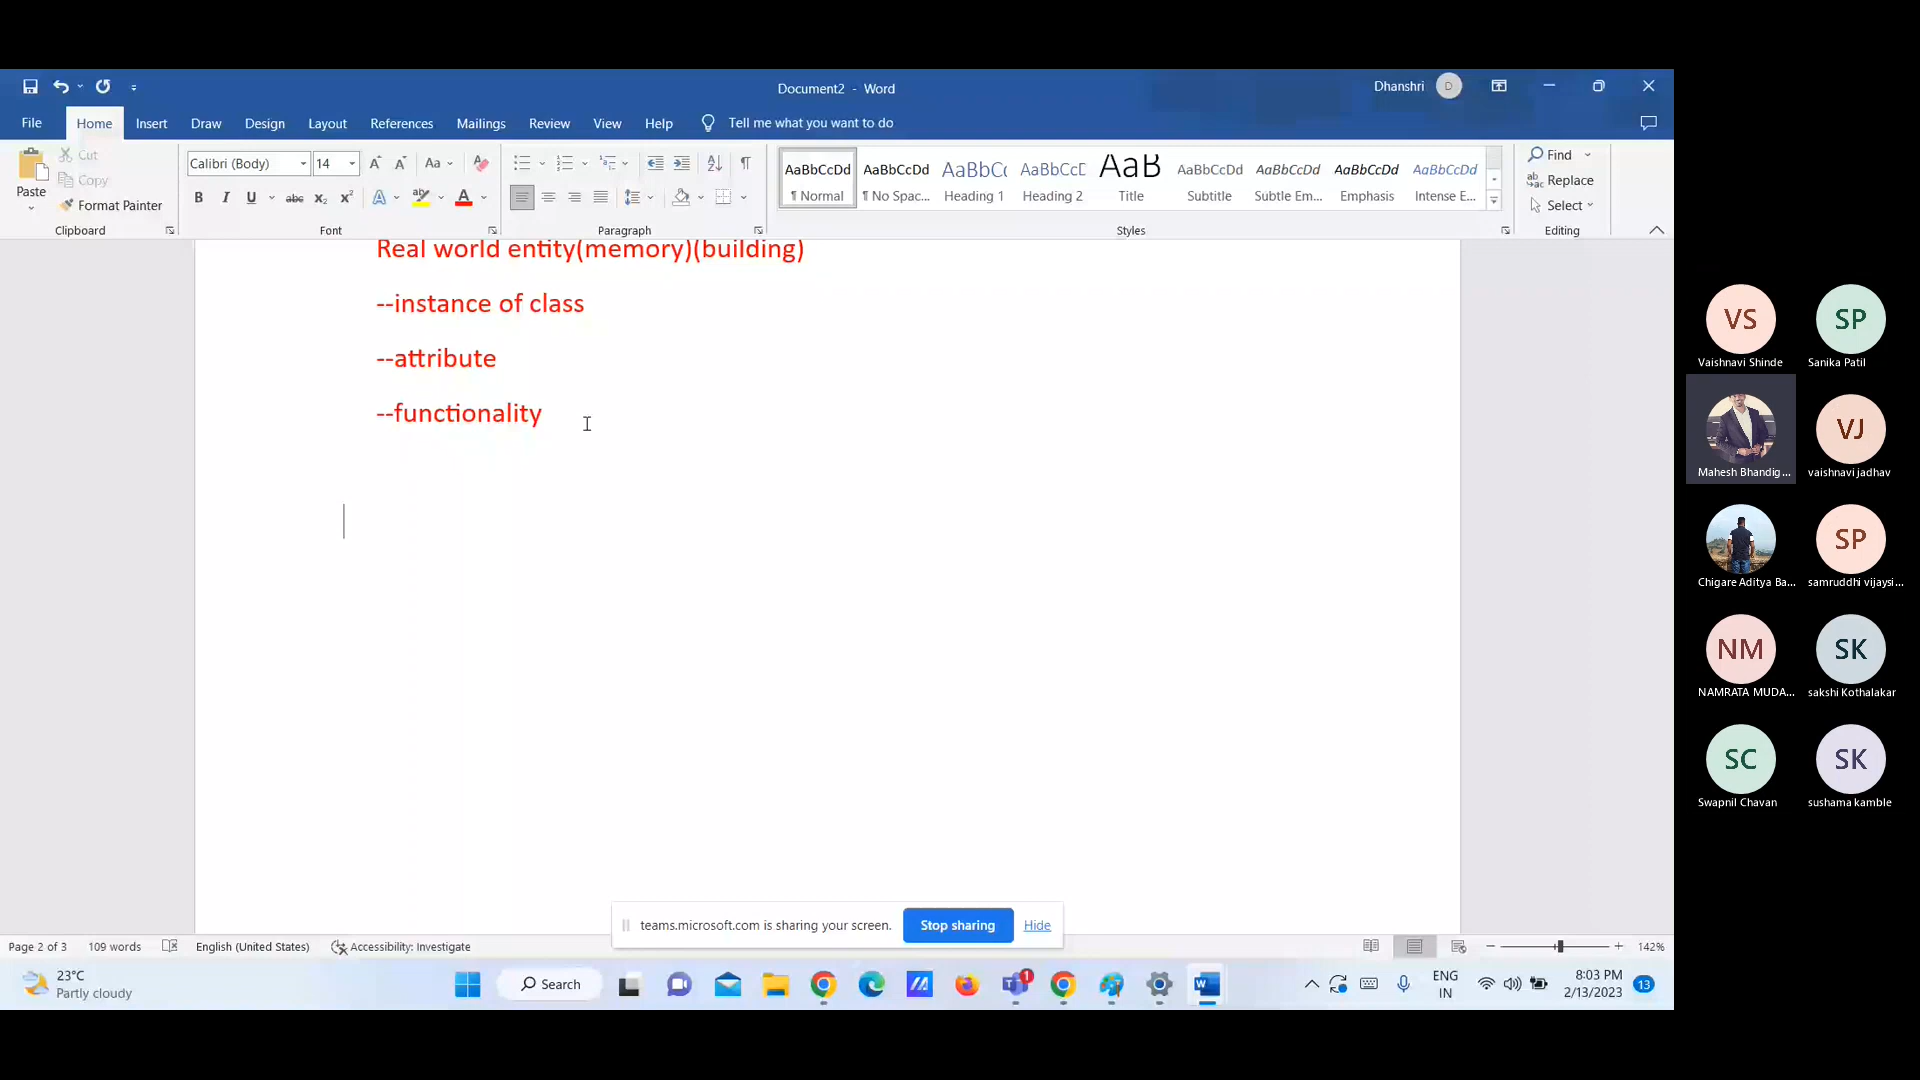 Document2 - Word
Dhanshri
D
File
Home
Insert
Draw
Design
Layout
References
Mailings
Review
View
Help
Tell me what you want to do
Paste
Cut
Copy
Format Painter
Clipboard
Calibri (Body)
14
Aa
B I U abc x₂ x²
Font
Paragraph
AaBbCcDd
¶ Normal
AaBbCcDd
¶ No Spac...
AaBbC
Heading 1
AaBbCcD
Heading 2
AaB
Title
AaBbCcDd
Subtitle
AaBbCcDd
Subtle Em...
AaBbCcDd
Emphasis
AaBbCcDd
Intense E...
Styles
Find
Replace
Select
Editing
Real world entity(memory)(building)
--instance of class
--attribute
--functionality
VS
Vaishnavi Shinde
SP
Sanika Patil
Mahesh Bhandig...
VJ
vaishnavi jadhav
Chigare Aditya Ba...
SP
samruddhi vijaysi...
NM
NAMRATA MUDA...
SK
sakshi Kothalakar
SC
Swapnil Chavan
SK
sushama kamble
teams.microsoft.com is sharing your screen.
Stop sharing
Hide
Page 2 of 3
109 words
English (United States)
Accessibility: Investigate
142%
23°C
Partly cloudy
Search
1
W
ENG
IN
8:03 PM
2/13/2023
13